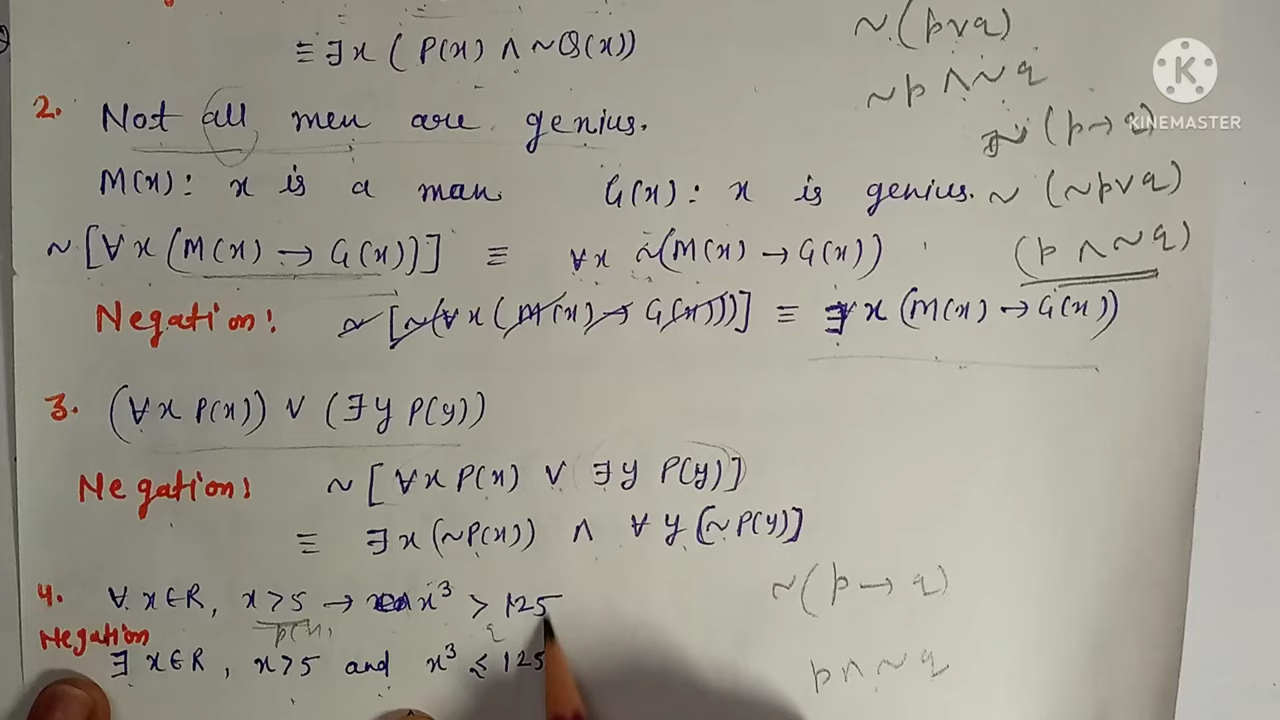 ≡ ∃x ( P(x) ∧ ~Q(x))
~(p∨q)
~p ∧ ~q
K
KINEMASTER
2. Not all men are genius.
~ (p → q)
M(x): x is a man G(x): x is genius.
~ (~p∨q)
~ [∀x (M(x) → G(x))] ≡ ∀x ~(M(x) → G(x))
(p ∧ ~q)
Negation: ~ [~(∀x (M(x) → G(x)))] ≡ ∃x (M(x) → G(x))
3. (∀x P(x)) ∨ (∃y P(y))
Negation: ~ [∀x P(x) ∨ ∃y P(y)]
≡ ∃x (~P(x)) ∧ ∀y [~P(y)]
4. ∀x∈R, x>5 → x³ > 125
~(p → q)
p(x) q
Negation
∃ x∈R, x>5 and x³ ≤ 125
p∧~q